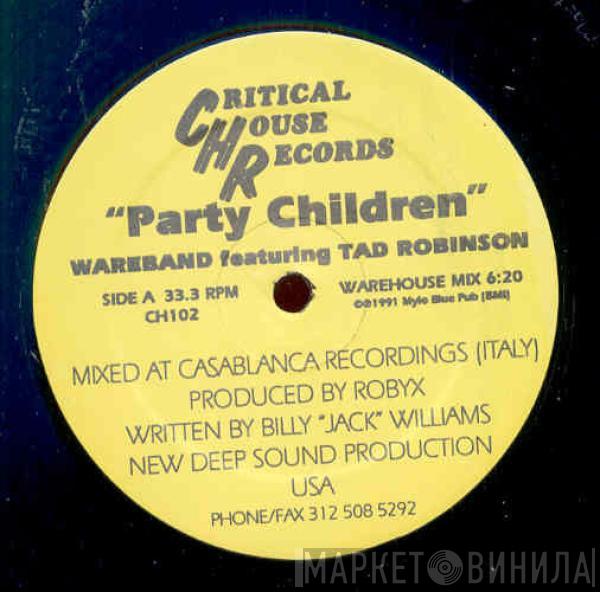 CRITICAL
HOUSE
RECORDS
"Party Children"
WAREBAND featuring TAD ROBINSON
SIDE A 33.3 RPM
CH102
WAREHOUSE MIX 6:20
©℗1991 Mylo Blue Pub (BMI)
MIXED AT CASABLANCA RECORDINGS (ITALY)
PRODUCED BY ROBYX
WRITTEN BY BILLY "JACK" WILLIAMS
NEW DEEP SOUND PRODUCTION
USA
PHONE/FAX 312 508 5292
МАРКЕТ ВИНИЛА